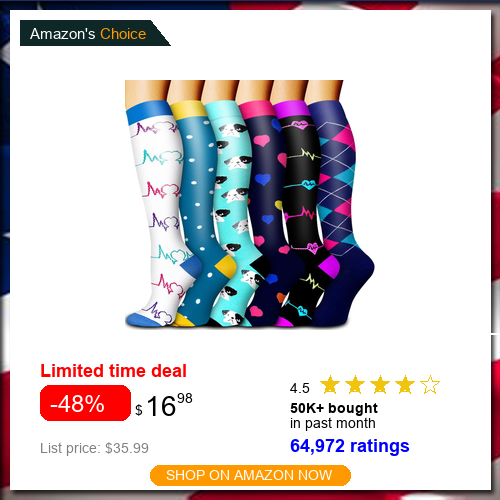 Amazon's Choice
Limited time deal
-48% $16 98
List price: $35.99
4.5
50K+ bought
in past month
64,972 ratings
SHOP ON AMAZON NOW